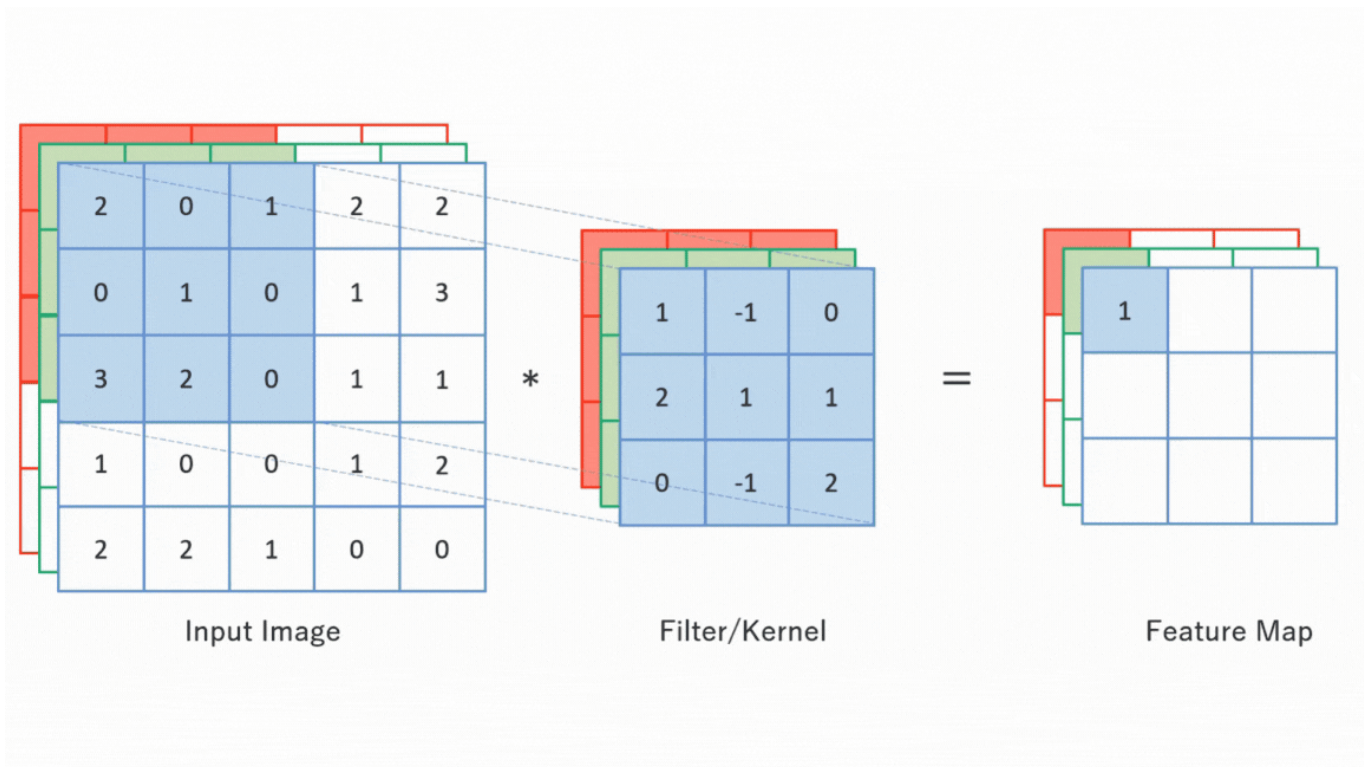 2 0 1 2 2
0 1 0 1 3
3 2 0 1 1
1 0 0 1 2
2 2 1 0 0
Input Image
*
1 -1 0
2 1 1
0 -1 2
Filter/Kernel
=
1
Feature Map